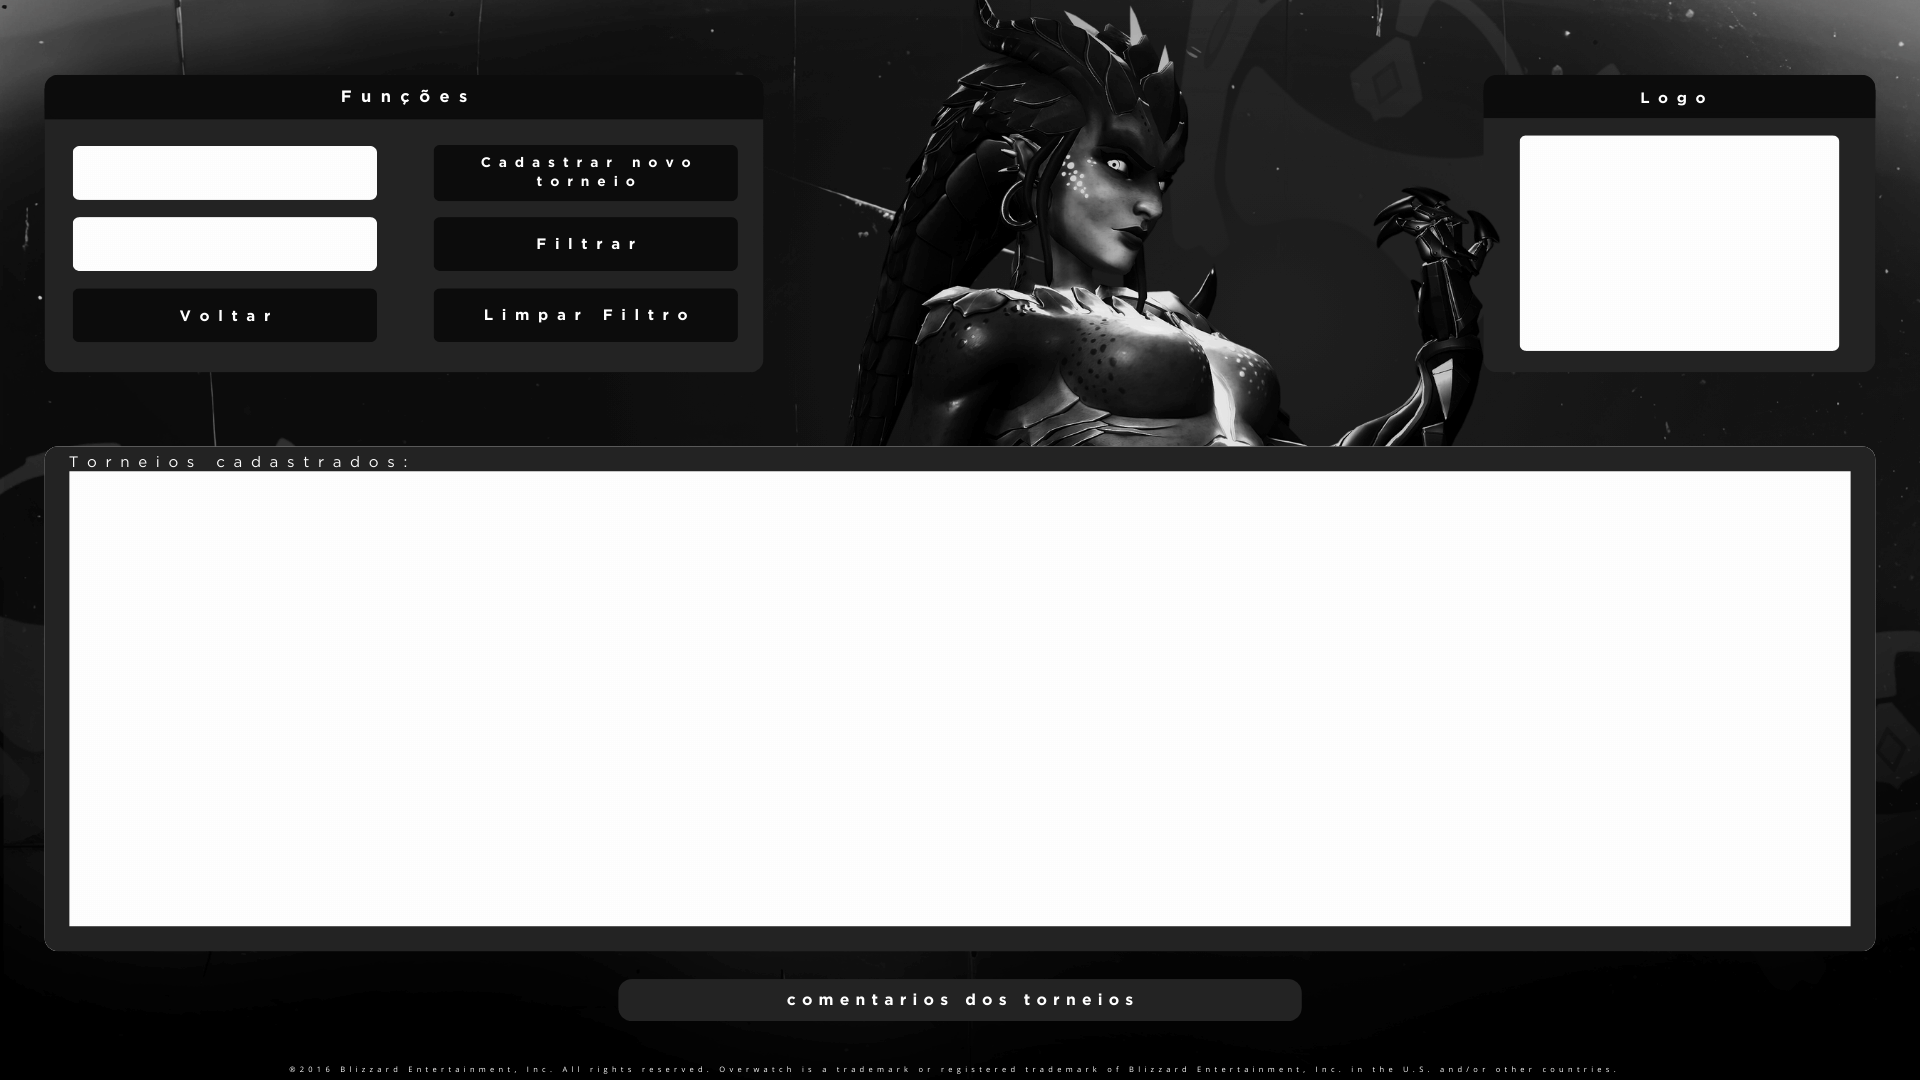 Funções
Logo
Cadastrar novo
torneio
Filtrar
Voltar
Limpar Filtro
Torneios cadastrados:
comentarios dos torneios
©2016 Blizzard Entertainment, Inc. All rights reserved. Overwatch is a trademark or registered trademark of Blizzard Entertainment, Inc. in the U.S. and/or other countries.